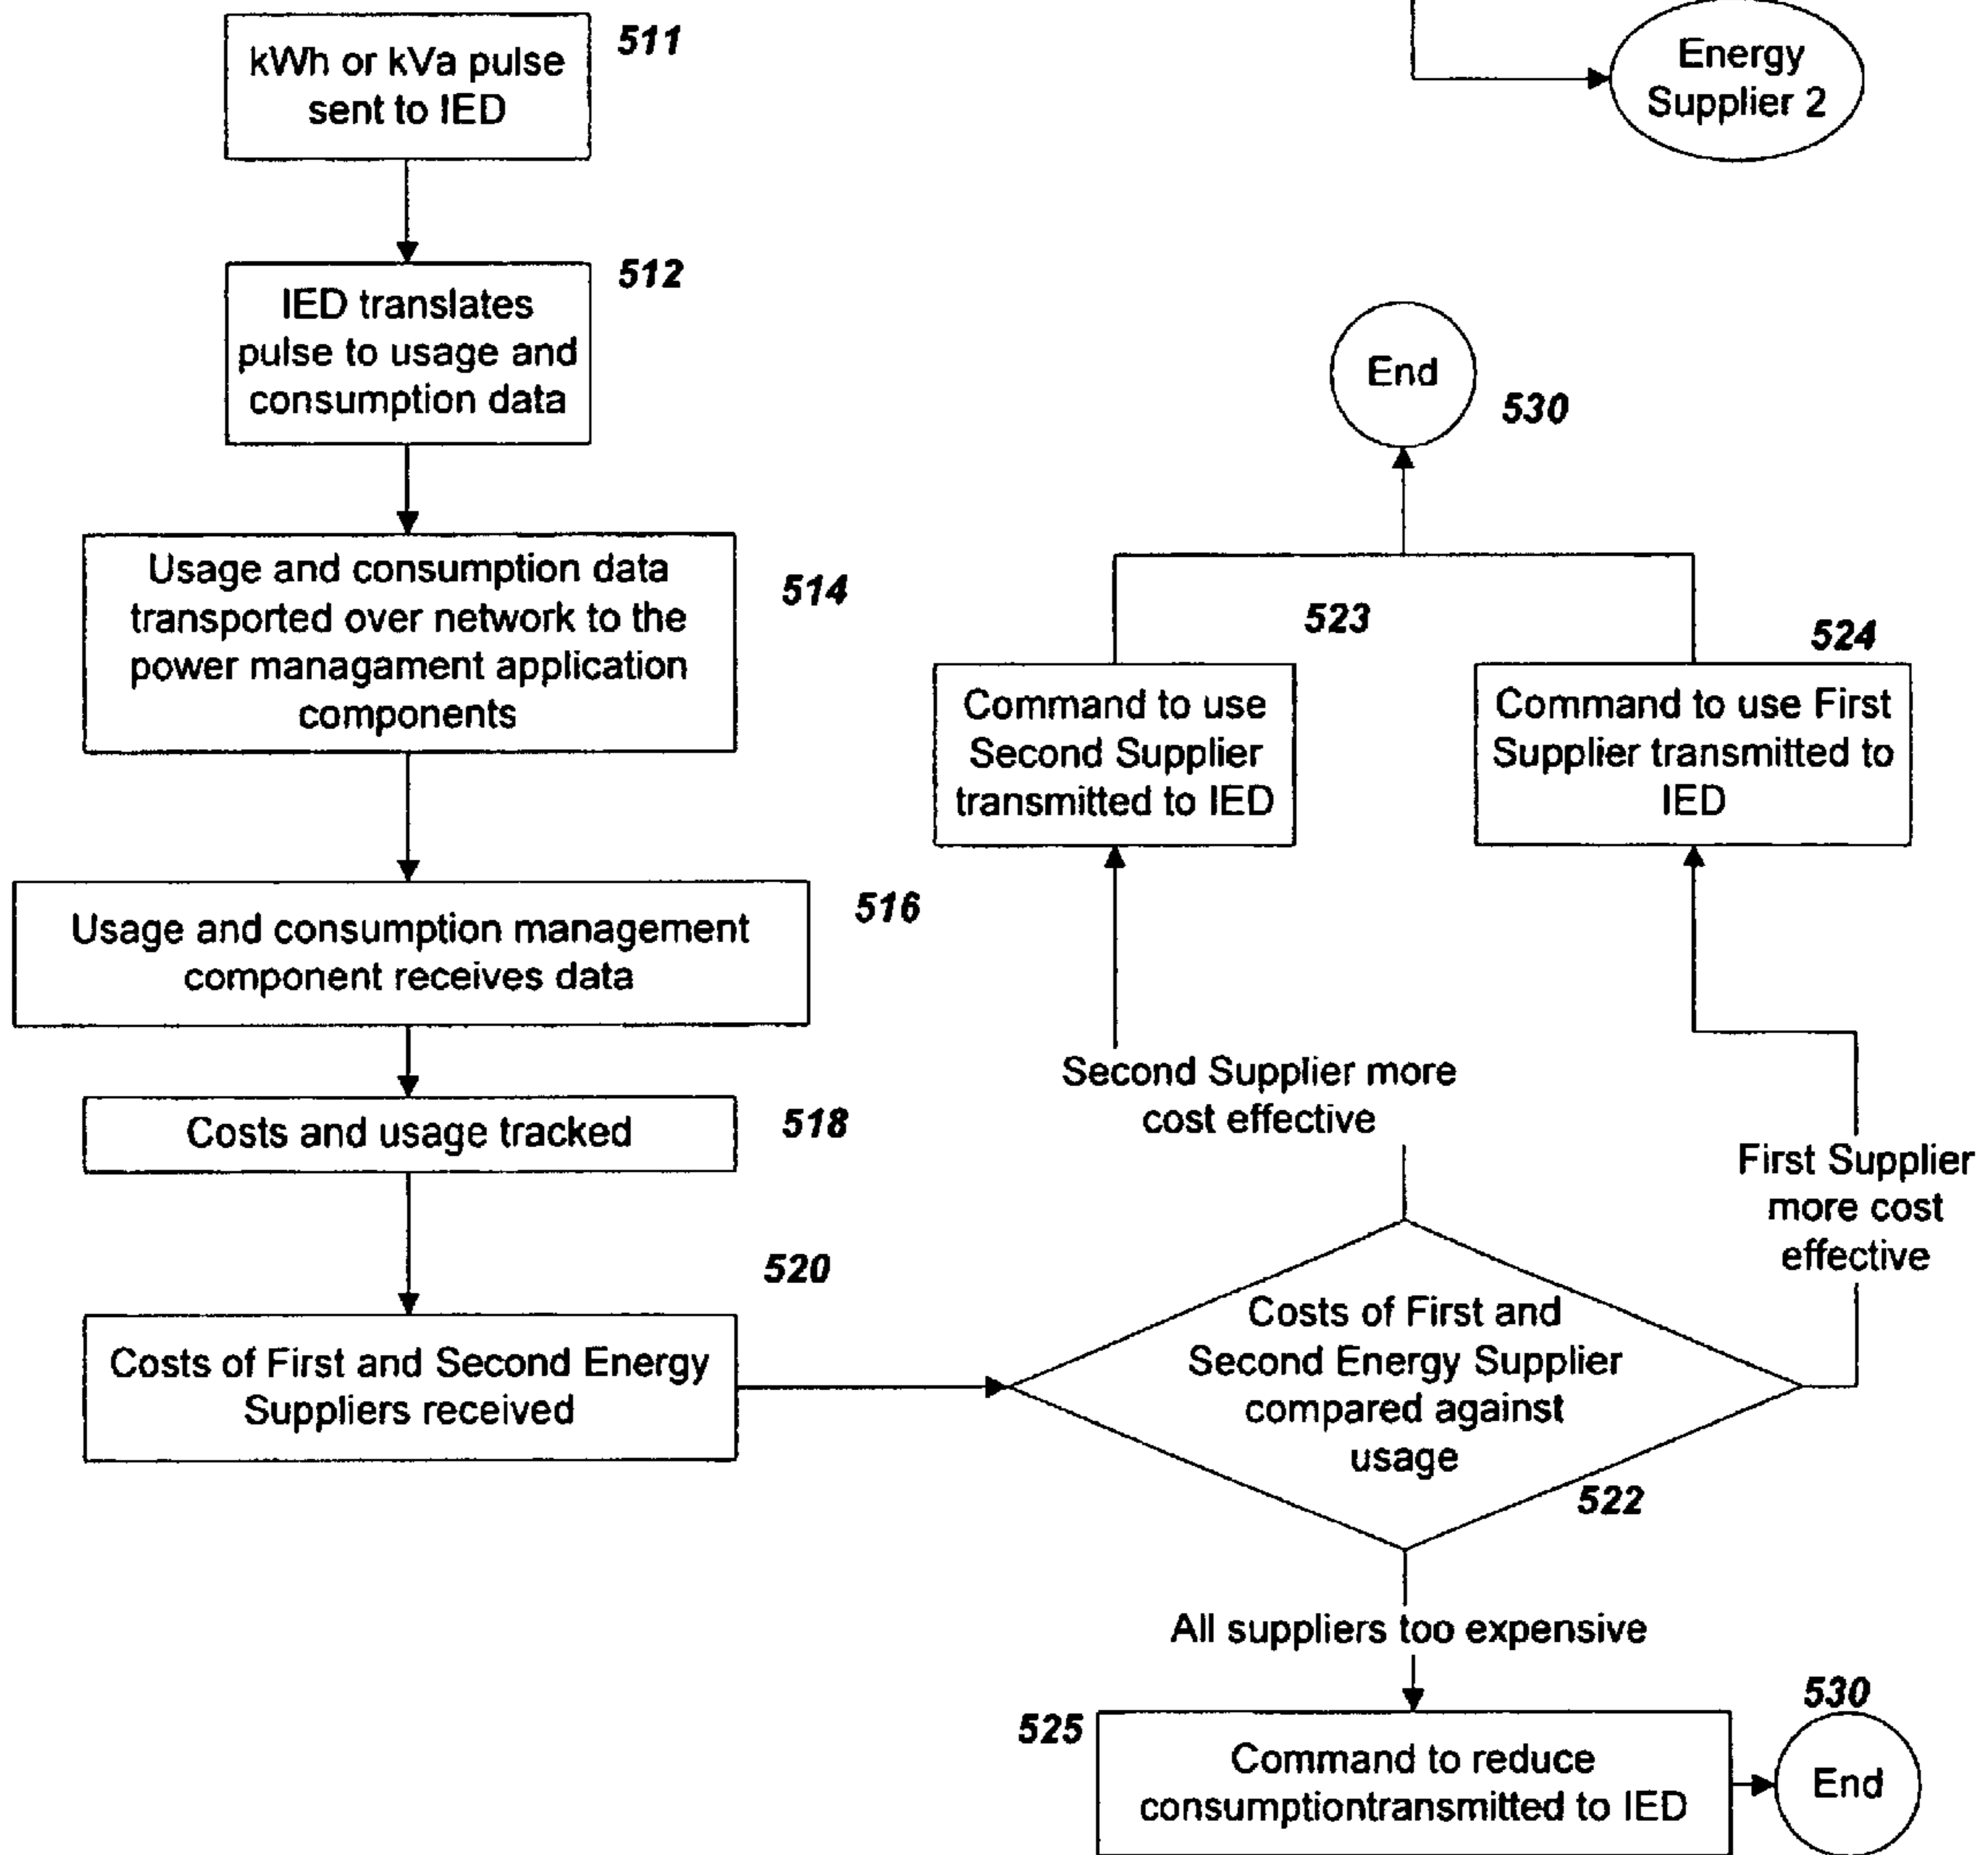 kWh or kVa pulse
sent to IED
511
Energy
Supplier 2
IED translates
pulse to usage and
consumption data
512
End
530
Usage and consumption data
transported over network to the
power managament application
components
514
523
524
Command to use
Second Supplier
transmitted to IED
Command to use First
Supplier transmitted to
IED
Usage and consumption management
component receives data
516
Second Supplier more
cost effective
Costs and usage tracked
518
First Supplier
more cost
effective
520
Costs of First and Second Energy
Suppliers received
Costs of First and
Second Energy Supplier
compared against
usage
522
All suppliers too expensive
525
Command to reduce
consumptiontransmitted to IED
530
End